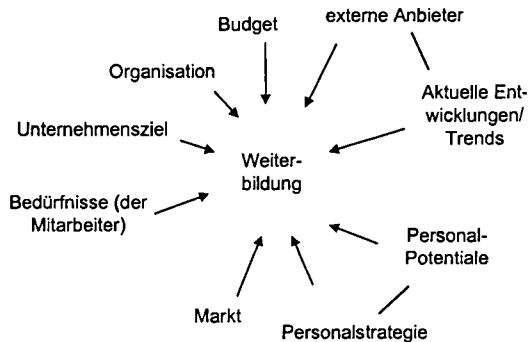 Budget
externe Anbieter
Organisation
Aktuelle Ent-
wicklungen/
Trends
Unternehmensziel
Weiter-
bildung
Bedürfnisse (der
Mitarbeiter)
Personal-
Potentiale
Markt
Personalstrategie